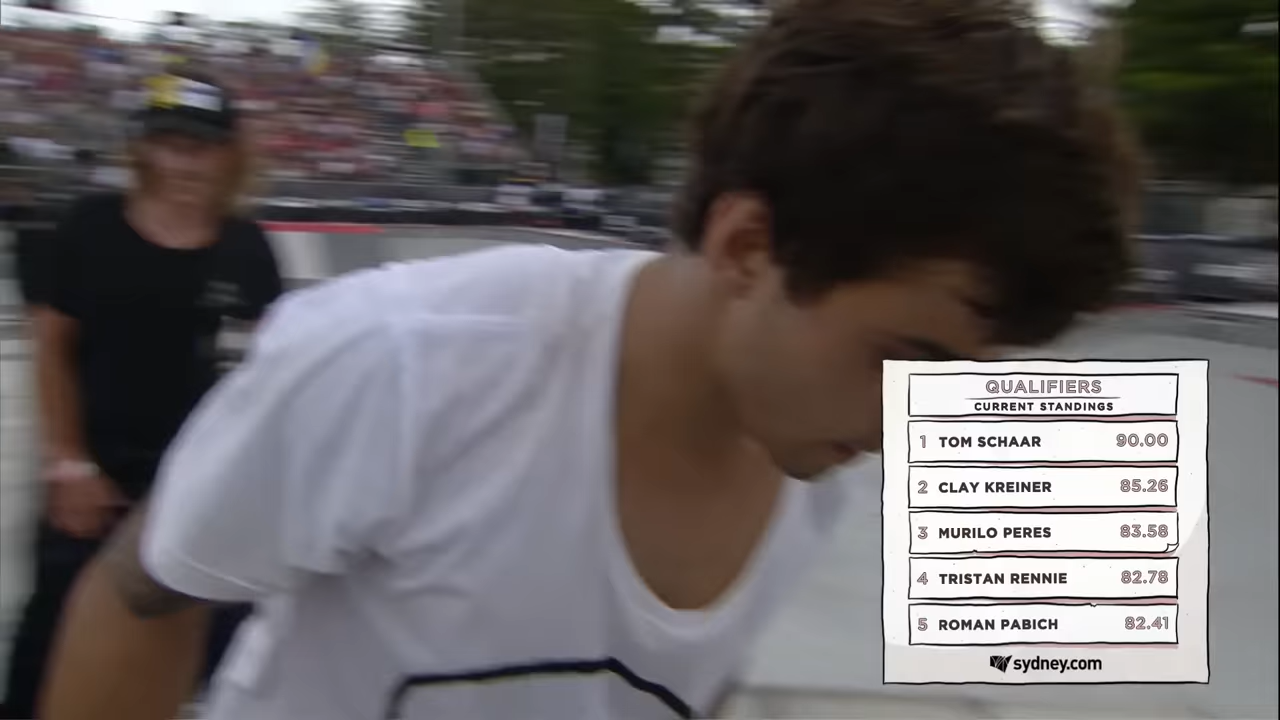 QUALIFIERS
CURRENT STANDINGS
1 TOM SCHAAR 90.00
2 CLAY KREINER 85.26
3 MURILO PERES 83.58
4 TRISTAN RENNIE 82.78
5 ROMAN PABICH 82.41
sydney.com